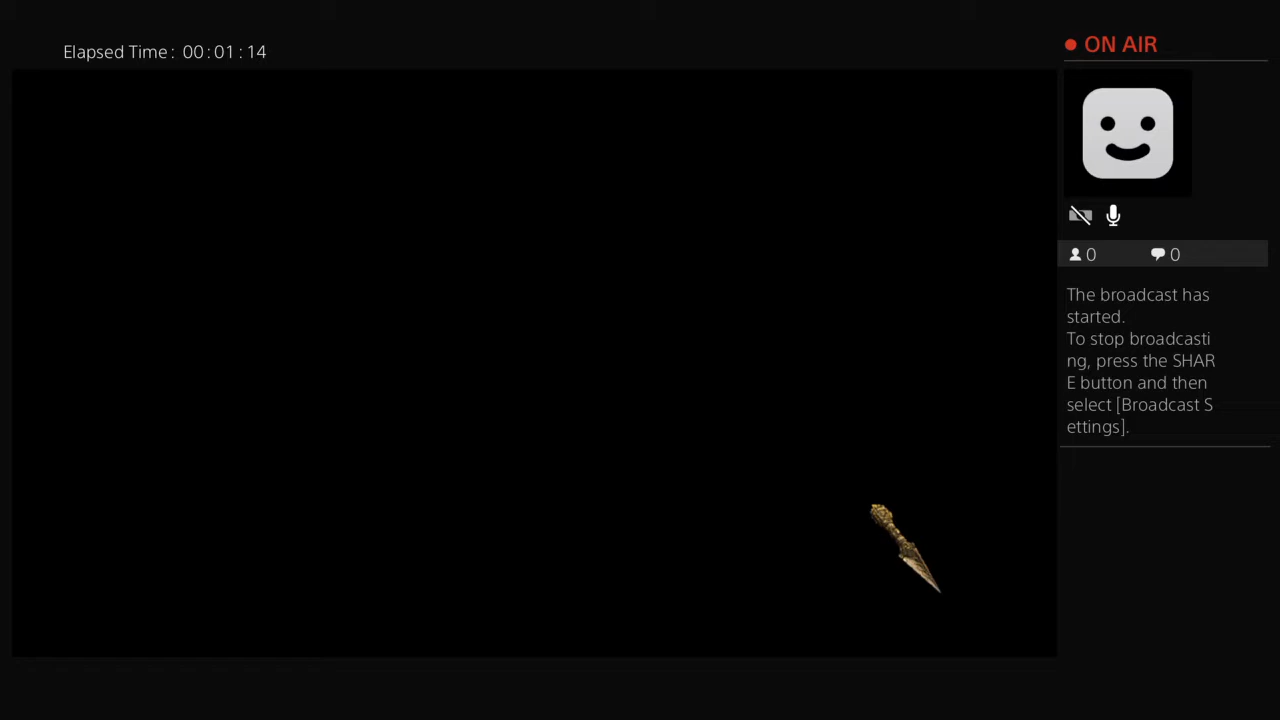 Elapsed Time: 00:01:14
ON AIR
0 0
The broadcast has
started.
To stop broadcasti
ng, press the SHAR
E button and then
select [Broadcast S
ettings].